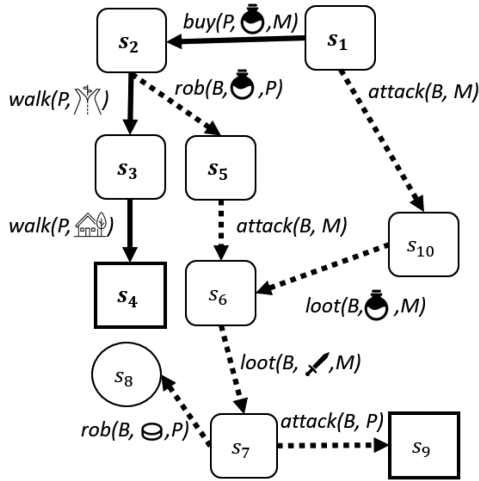 buy(P, ,M)
s2
s1
walk(P, )
rob(B, ,P)
attack(B, M)
s3
s5
walk(P, )
attack(B, M)
s10
s4
s6
loot(B, ,M)
s8
loot(B, ,M)
rob(B, ,P)
attack(B, P)
s7
s9